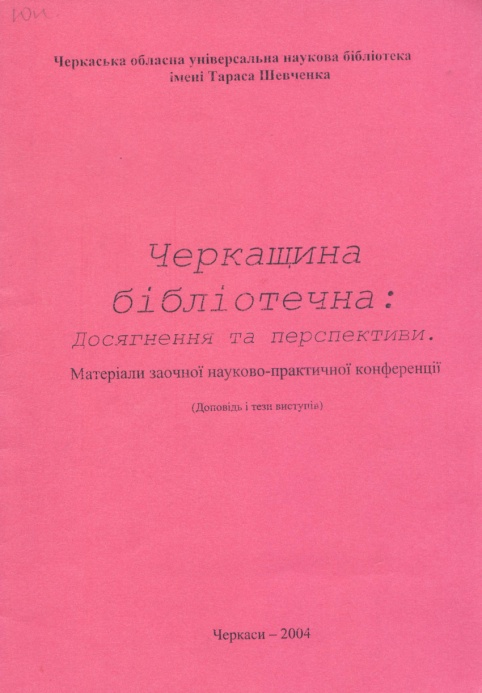 Черкаська обласна універсальна наукова бібліотека
імені Тараса Шевченка
Черкащина
бібліотечна:
Досягнення та перспективи.
Матеріали заочної науково-практичної конференції
(Доповідь і тези виступів)
Черкаси – 2004